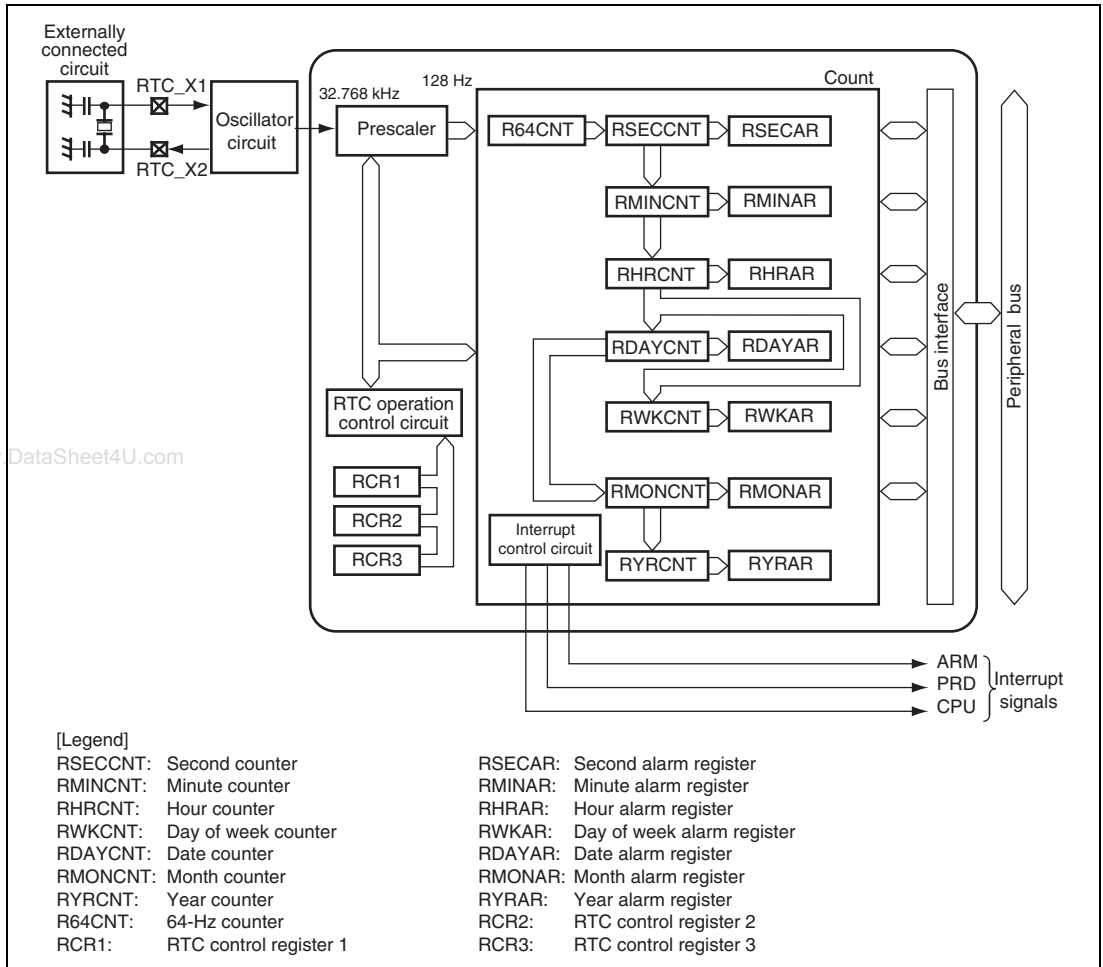 Externally
connected
circuit
RTC_X1
RTC_X2
Oscillator
circuit
32.768 kHz
128 Hz
Prescaler
Count
R64CNT
RSECCNT
RSECAR
RMINCNT
RMINAR
RHRCNT
RHRAR
RDAYCNT
RDAYAR
RWKCNT
RWKAR
RMONCNT
RMONAR
RYRCNT
RYRAR
RTC operation
control circuit
RCR1
RCR2
RCR3
Interrupt
control circuit
Bus interface
Peripheral bus
ARM
PRD
CPU
Interrupt
signals
.DataSheet4U.com
[Legend]
RSECCNT: Second counter
RMINCNT: Minute counter
RHRCNT: Hour counter
RWKCNT: Day of week counter
RDAYCNT: Date counter
RMONCNT: Month counter
RYRCNT: Year counter
R64CNT: 64-Hz counter
RCR1: RTC control register 1
RSECAR: Second alarm register
RMINAR: Minute alarm register
RHRAR: Hour alarm register
RWKAR: Day of week alarm register
RDAYAR: Date alarm register
RMONAR: Month alarm register
RYRAR: Year alarm register
RCR2: RTC control register 2
RCR3: RTC control register 3